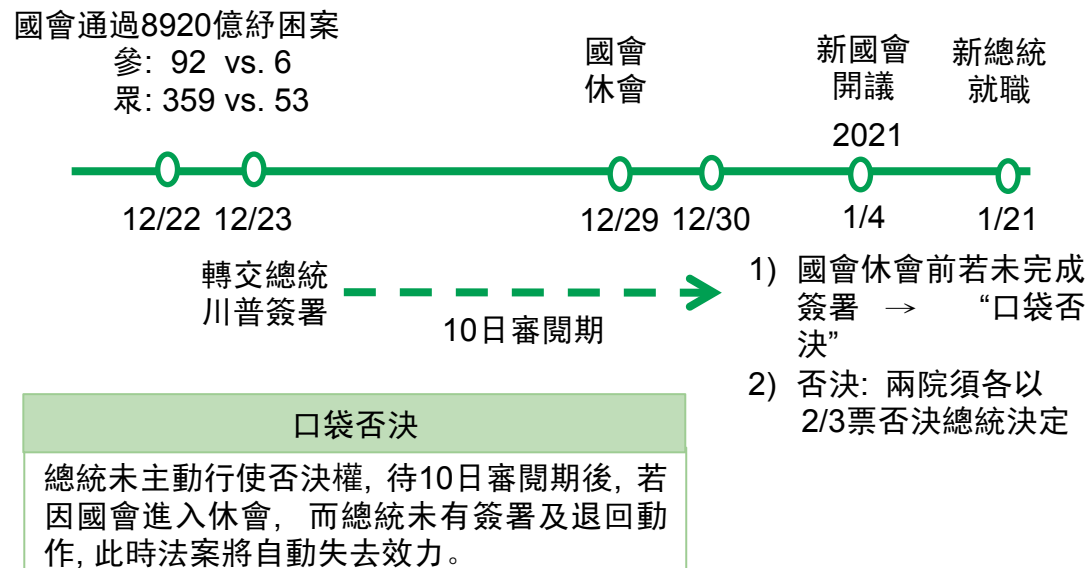 國會通過8920億紓困案
參: 92 vs. 6
眾: 359 vs. 53
國會
休會
新國會
開議
2021
新總統
就職
12/22
12/23
12/29
12/30
1/4
1/21
轉交總統
川普簽署
10日審閱期
1) 國會休會前若未完成
簽署 → “口袋否
決”
2) 否決: 兩院須各以
2/3票否決總統決定
口袋否決
總統未主動行使否決權, 待10日審閱期後, 若
因國會進入休會, 而總統未有簽署及退回動
作, 此時法案將自動失去效力。